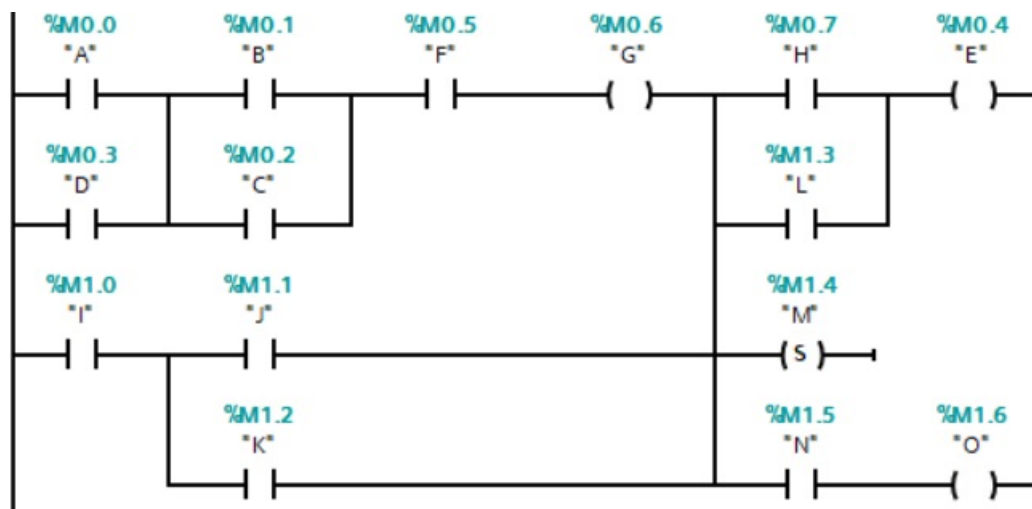 %M0.0 %M0.1 %M0.5 %M0.6 %M0.7 %M0.4
"A" "B" "F" "G" "H" "E"
%M0.3 %M0.2 %M1.3
"D" "C" "L"
%M1.0 %M1.1 %M1.4
"I" "J" "M"
S
%M1.2 %M1.5 %M1.6
"K" "N" "O"